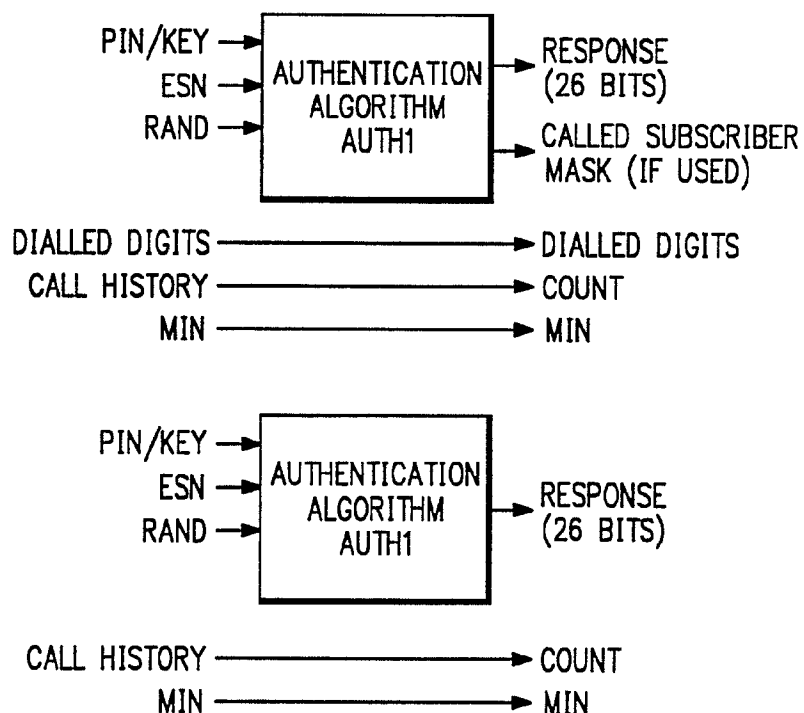 PIN/KEY
ESN
RAND
AUTHENTICATION
ALGORITHM
AUTH1
RESPONSE
(26 BITS)
CALLED SUBSCRIBER
MASK (IF USED)
DIALLED DIGITS DIALLED DIGITS
CALL HISTORY COUNT
MIN MIN
PIN/KEY
ESN
RAND
AUTHENTICATION
ALGORITHM
AUTH1
RESPONSE
(26 BITS)
CALL HISTORY COUNT
MIN MIN